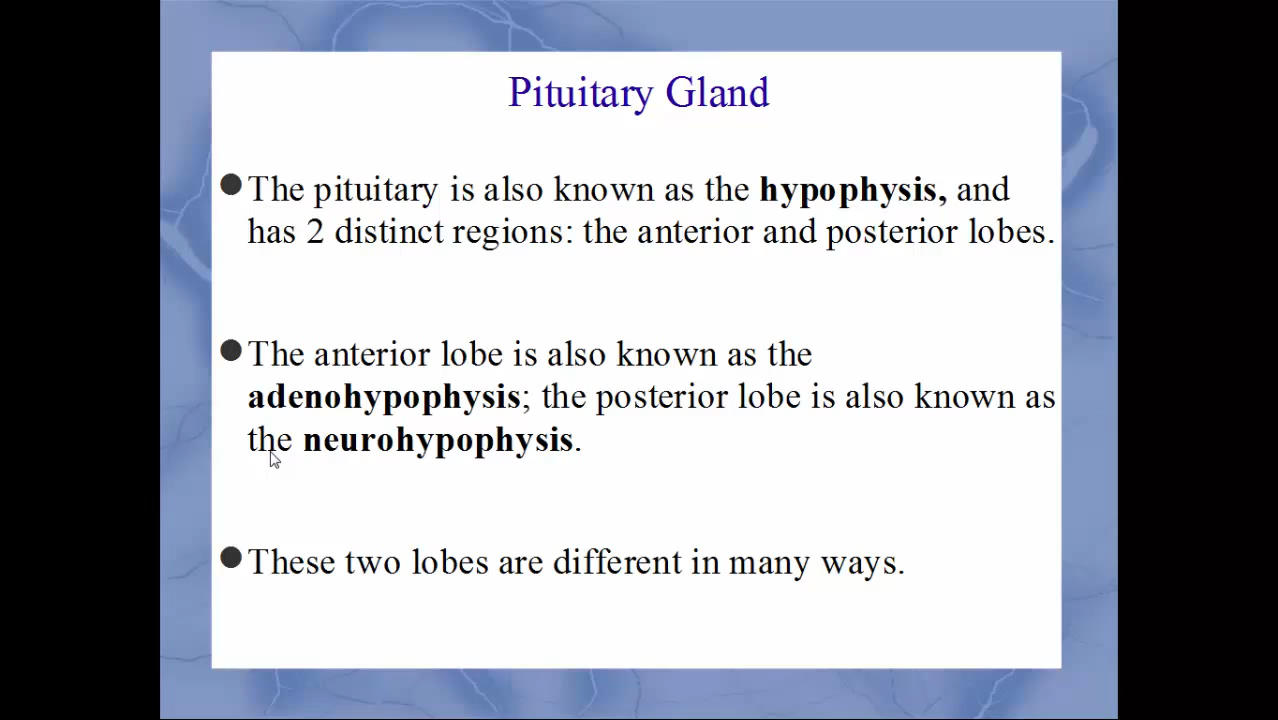 Pituitary Gland
The pituitary is also known as the hypophysis, and
has 2 distinct regions: the anterior and posterior lobes.
The anterior lobe is also known as the
adenohypophysis; the posterior lobe is also known as
the neurohypophysis.
These two lobes are different in many ways.